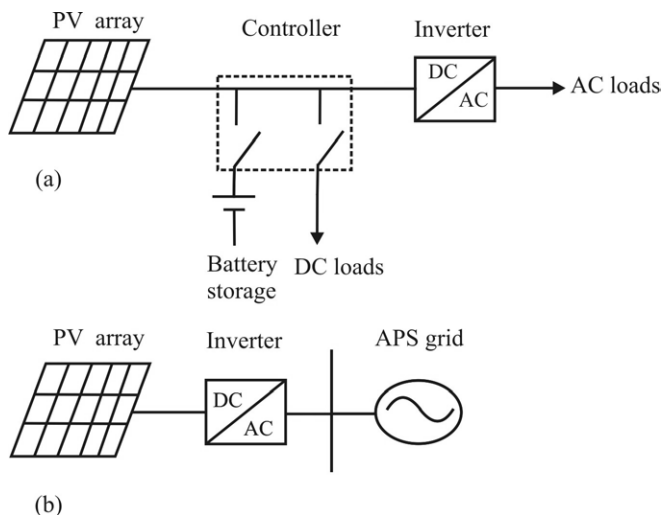 PV array
Controller
Inverter
DC
AC
AC loads
(a)
Battery
storage
DC loads
PV array
Inverter
APS grid
DC
AC
(b)